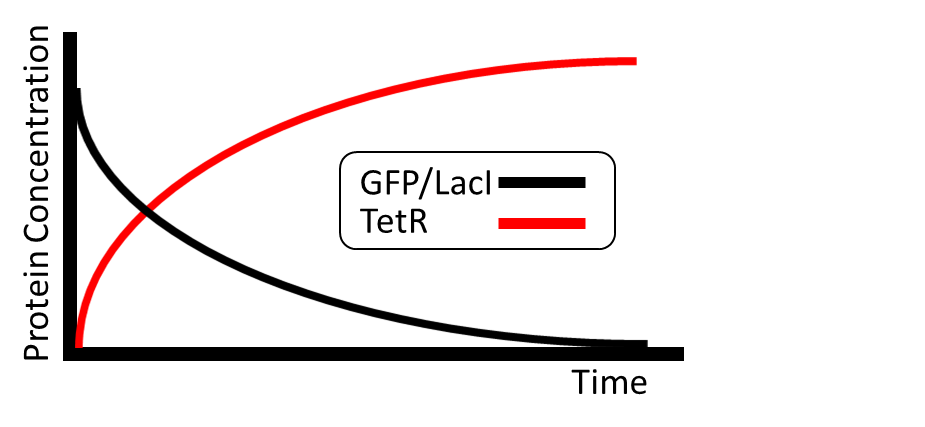 Protein Concentration
GFP/LacI
TetR
Time